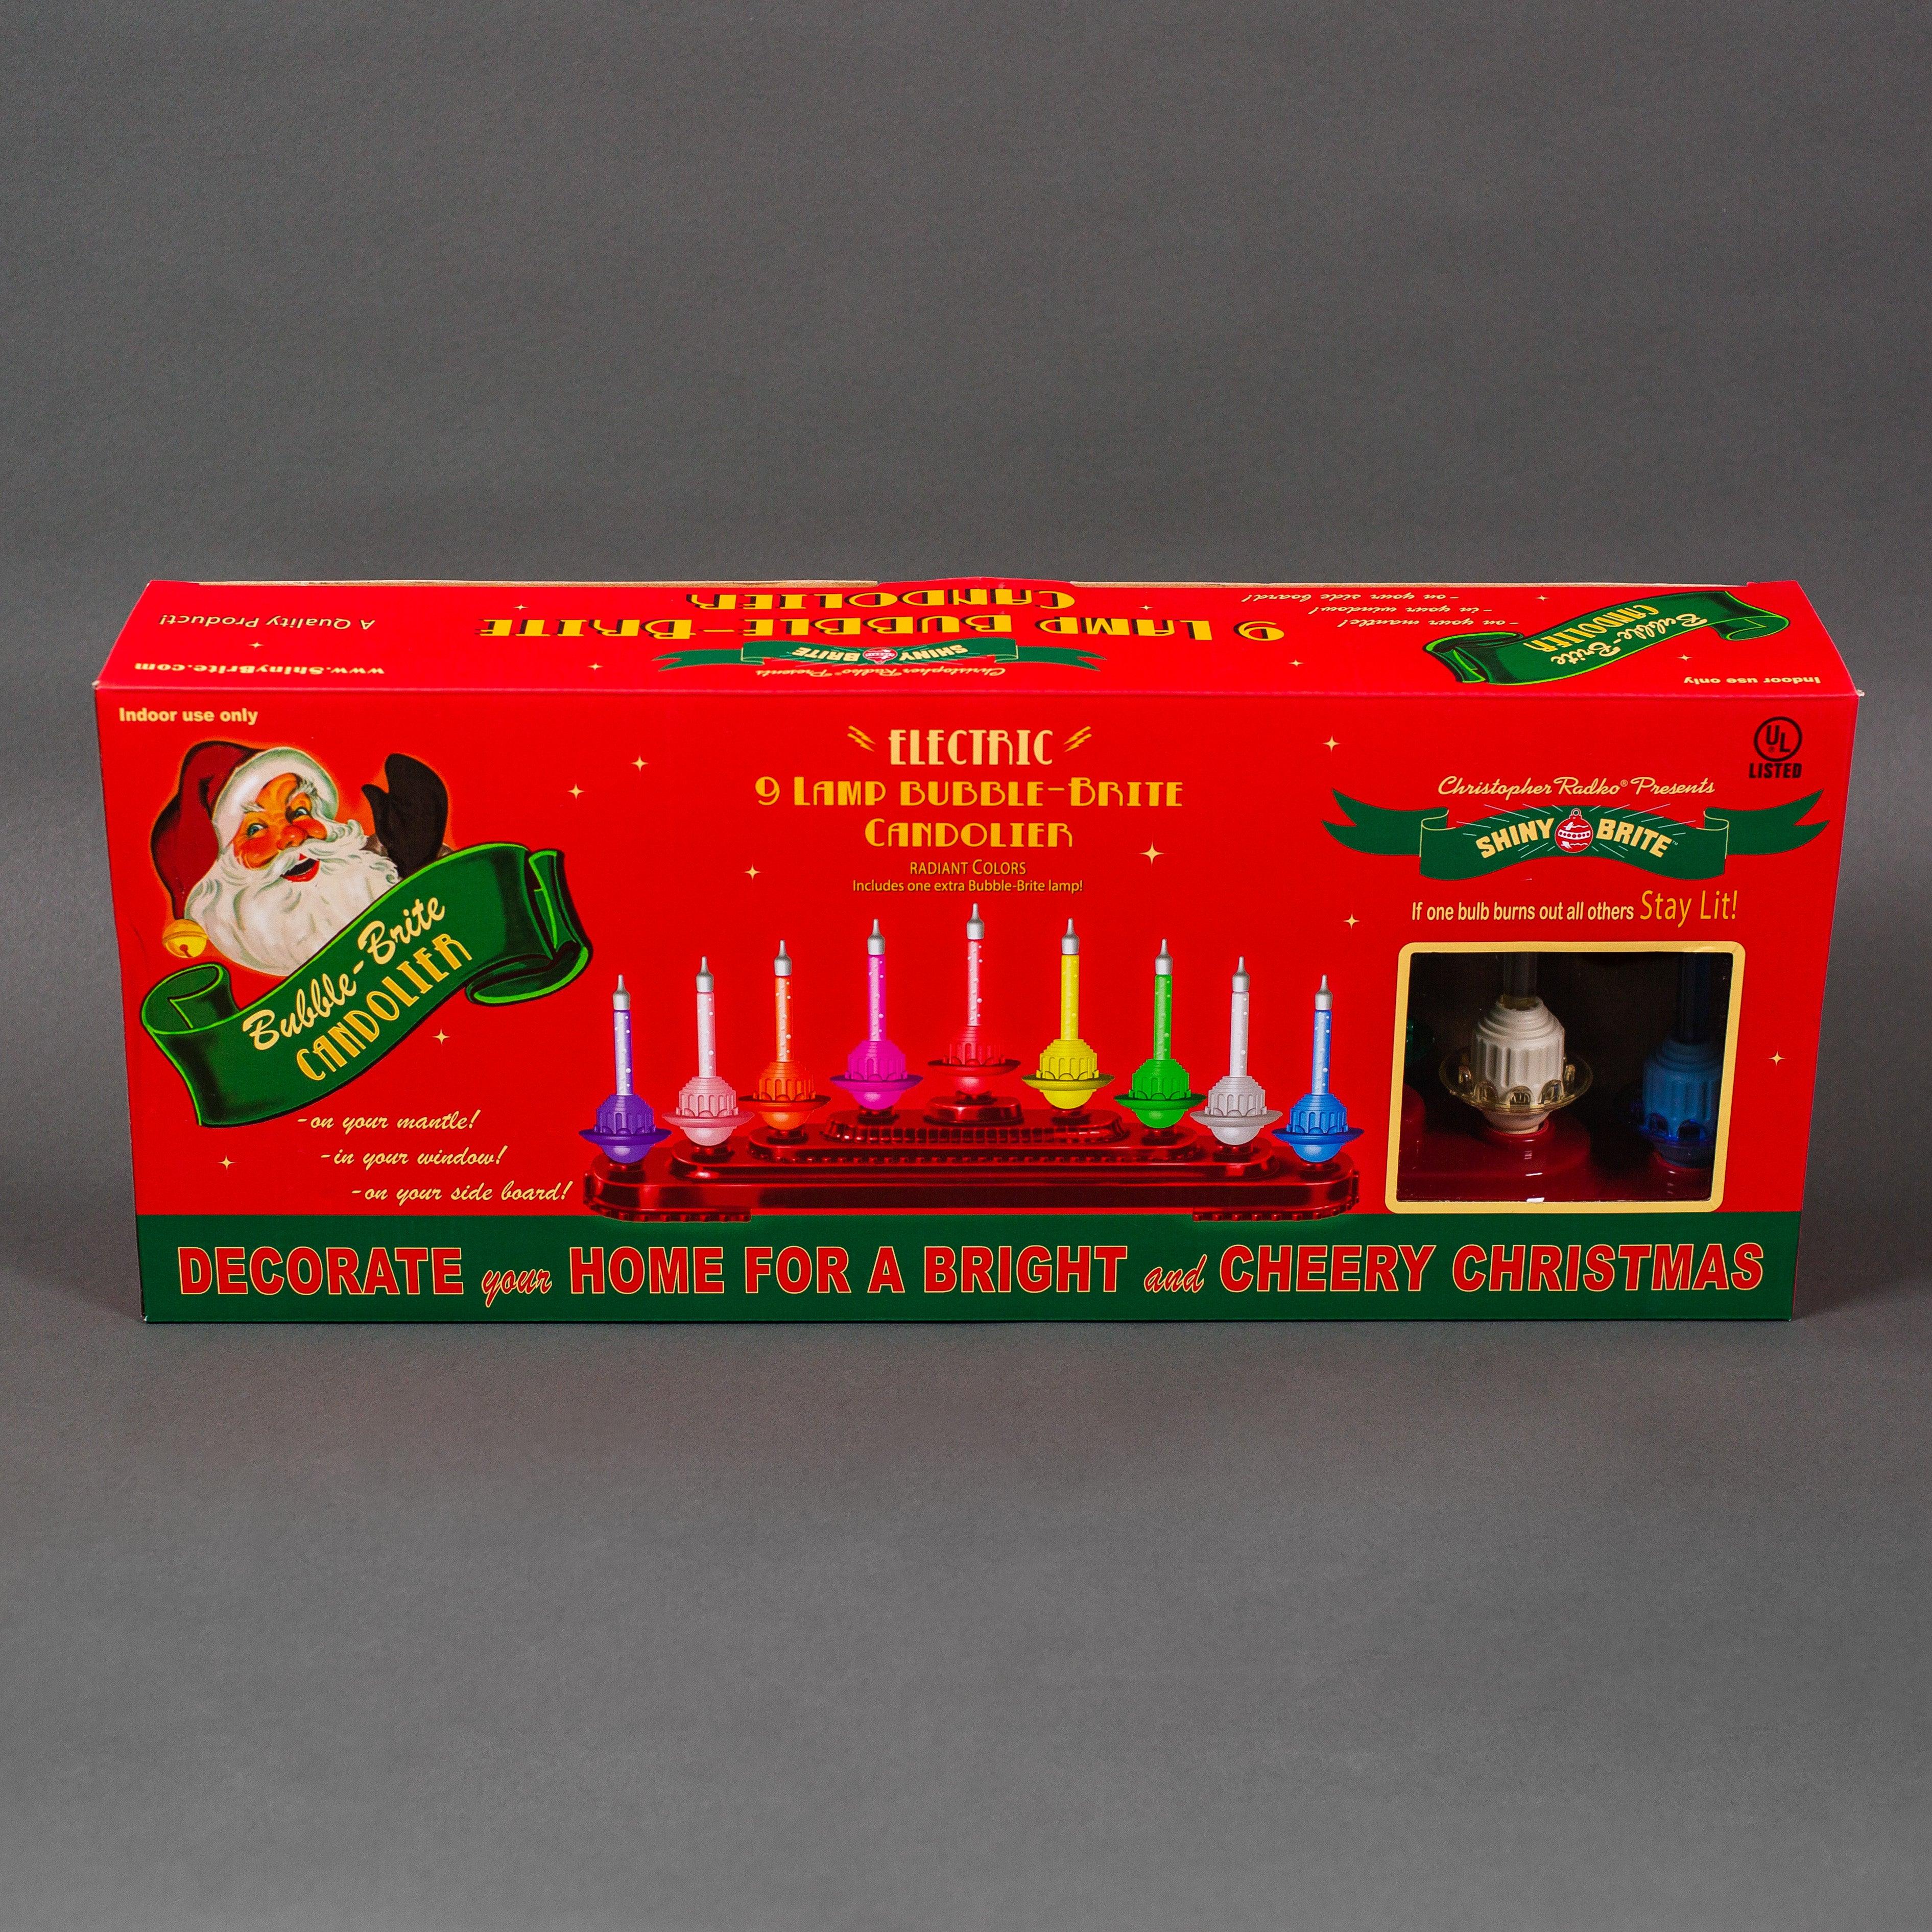 A Quality Product!
www.ShinyBrite.com
9 LAMP BUBBLE-BRITE
CANDOLIER
Christopher Radko® Presents
SHINY BRITE
-on your mantle!
-in your window!
-on your side board!
Bubble-Brite
CANDOLIER
Indoor use only
Indoor use only
Bubble-Brite
CANDOLIER
-on your mantle!
-in your window!
-on your side board!
ELECTRIC
9 LAMP BUBBLE-BRITE
CANDOLIER
RADIANT COLORS
Includes one extra Bubble-Brite lamp!
UL
LISTED
Christopher Radko® Presents
SHINY BRITE™
If one bulb burns out all others Stay Lit!
DECORATE your HOME FOR A BRIGHT and CHEERY CHRISTMAS